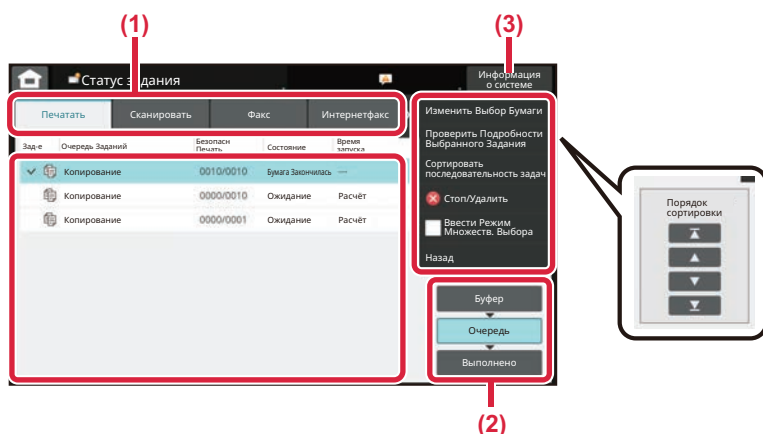 (1)
(3)
Статус задания
Информация
о системе
Печатать
Сканировать
Факс
Интернетфакс
Зад-е
Очередь Заданий
Безопасн
Печать
Состояние
Время
запуска
Копирование
0010/0010
Бумага Закончилась
---
Копирование
0000/0010
Ожидание
Расчёт
Копирование
0000/0001
Ожидание
Расчёт
Изменить Выбор Бумаги
Проверить Подробности
Выбранного Задания
Сортировать
последовательность задач
Стоп/Удалить
Ввести Режим
Множеств. Выбора
Назад
Буфер
Очередь
Выполнено
Порядок
сортировки
(2)